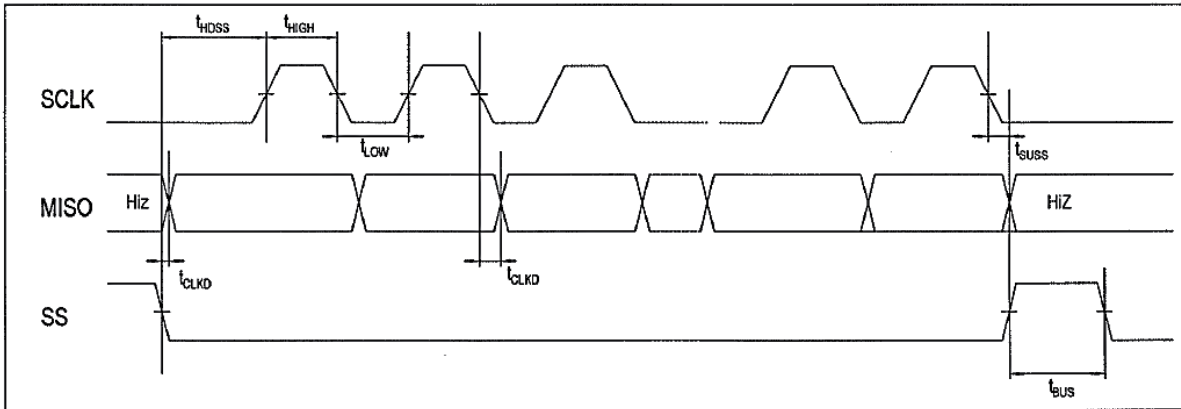 tHDSS tHIGH
SCLK
tLOW
tSUSS
MISO Hiz HiZ
tCLKD tCLKD
SS
tBUS